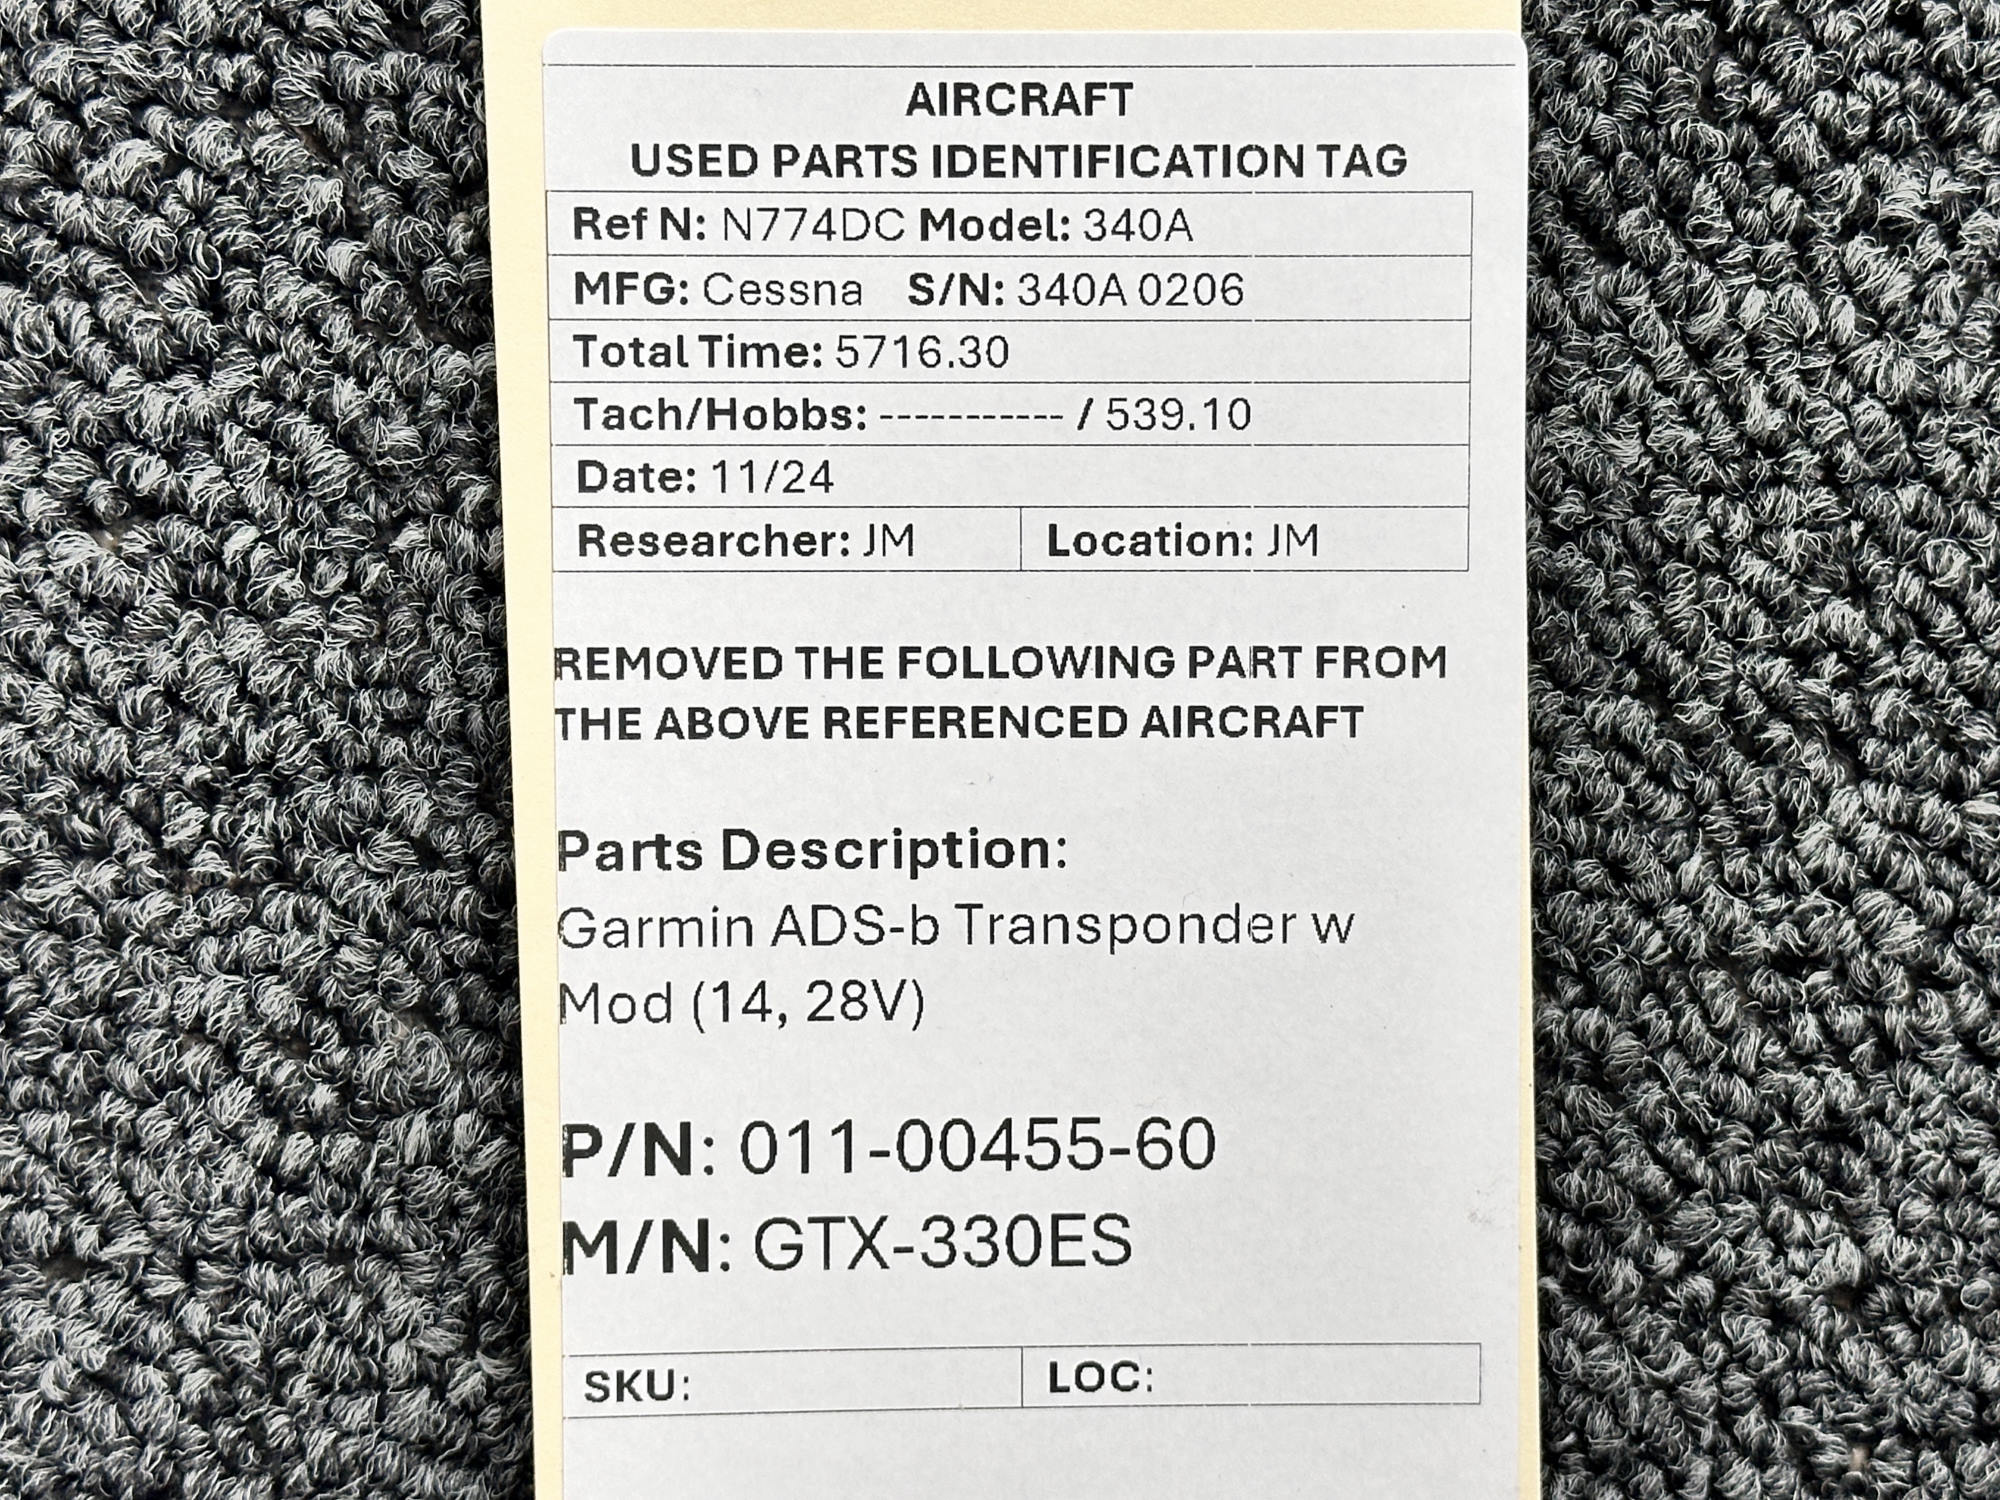 AIRCRAFT
USED PARTS IDENTIFICATION TAG
Ref N: N774DC Model: 340A
MFG: Cessna S/N: 340A 0206
Total Time: 5716.30
Tach/Hobbs: ----------- / 539.10
Date: 11/24
Researcher: JM Location: JM
REMOVED THE FOLLOWING PART FROM
THE ABOVE REFERENCED AIRCRAFT
Parts Description:
Garmin ADS-b Transponder w
Mod (14, 28V)
P/N: 011-00455-60
M/N: GTX-330ES
SKU: LOC: